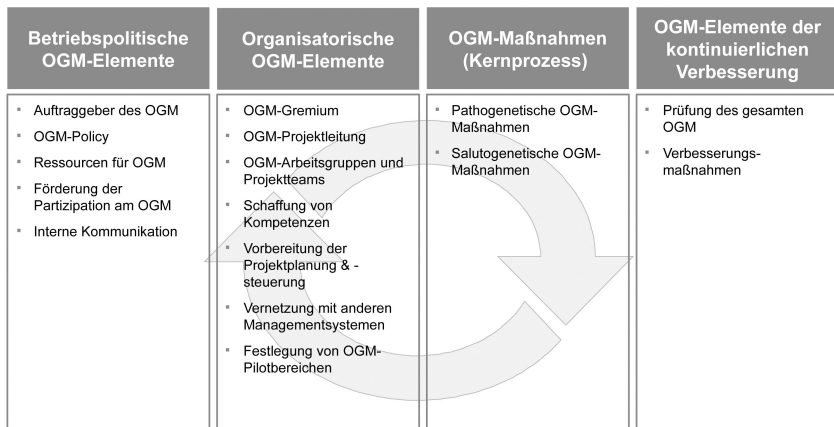 Betriebspolitische
OGM-Elemente
Auftraggeber des OGM
OGM-Policy
Ressourcen für OGM
Förderung der
Partizipation am OGM
Interne Kommunikation
Organisatorische
OGM-Elemente
OGM-Gremium
OGM-Projektleitung
OGM-Arbeitsgruppen und
Projektteams
Schaffung von
Kompetenzen
Vorbereitung der
Projektplanung & -
steuerung
Vernetzung mit anderen
Managementsystemen
Festlegung von OGM-
Pilotbereichen
OGM-Maßnahmen
(Kernprozess)
Pathogenetische OGM-
Maßnahmen
Salutogenetische OGM-
Maßnahmen
OGM-Elemente der
kontinuierlichen
Verbesserung
Prüfung des gesamten
OGM
Verbesserungs-
maßnahmen